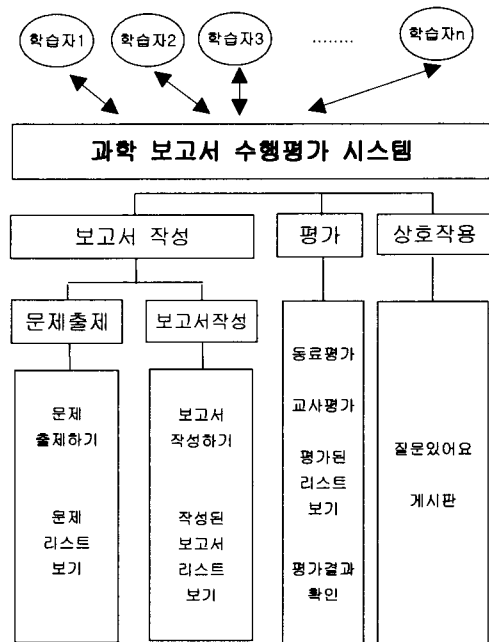 학습자1 학습자2 학습자3 ........ 학습자n
과학 보고서 수행평가 시스템
보고서 작성 평가 상호작용
문제출제 보고서작성
문제
출제하기
문제
리스트
보기
보고서
작성하기
작성된
보고서
리스트
보기
동료평가
교사평가
평가된
리스트
보기
평가결과
확인
질문있어요
게시판